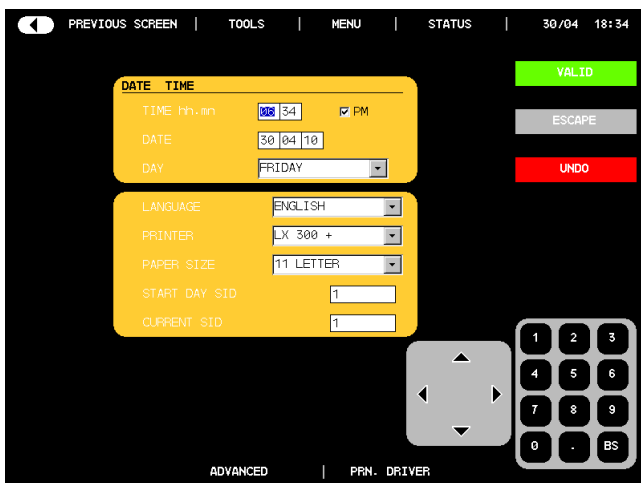 PREVIOUS SCREEN | TOOLS | MENU | STATUS | 30/04 18:34
VALID
DATE TIME
TIME hh.mn 06 34 PM
ESCAPE
DATE 30 04 10
DAY FRIDAY
UNDO
LANGUAGE ENGLISH
PRINTER LX 300 +
PAPER SIZE 11 LETTER
START DAY SID 1
CURRENT SID 1
1 2 3
4 5 6
7 8 9
0 . BS
ADVANCED | PRN. DRIVER